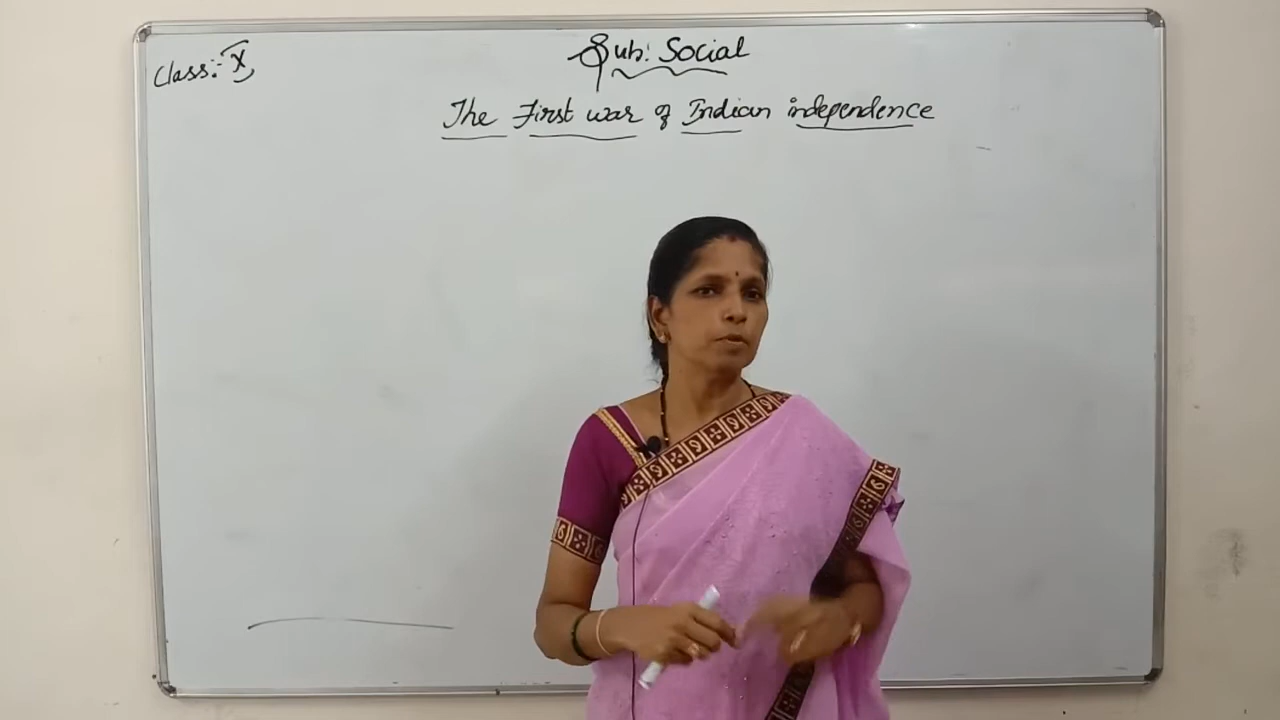 Class:- X
Sub: Social
The First war of Indian independence